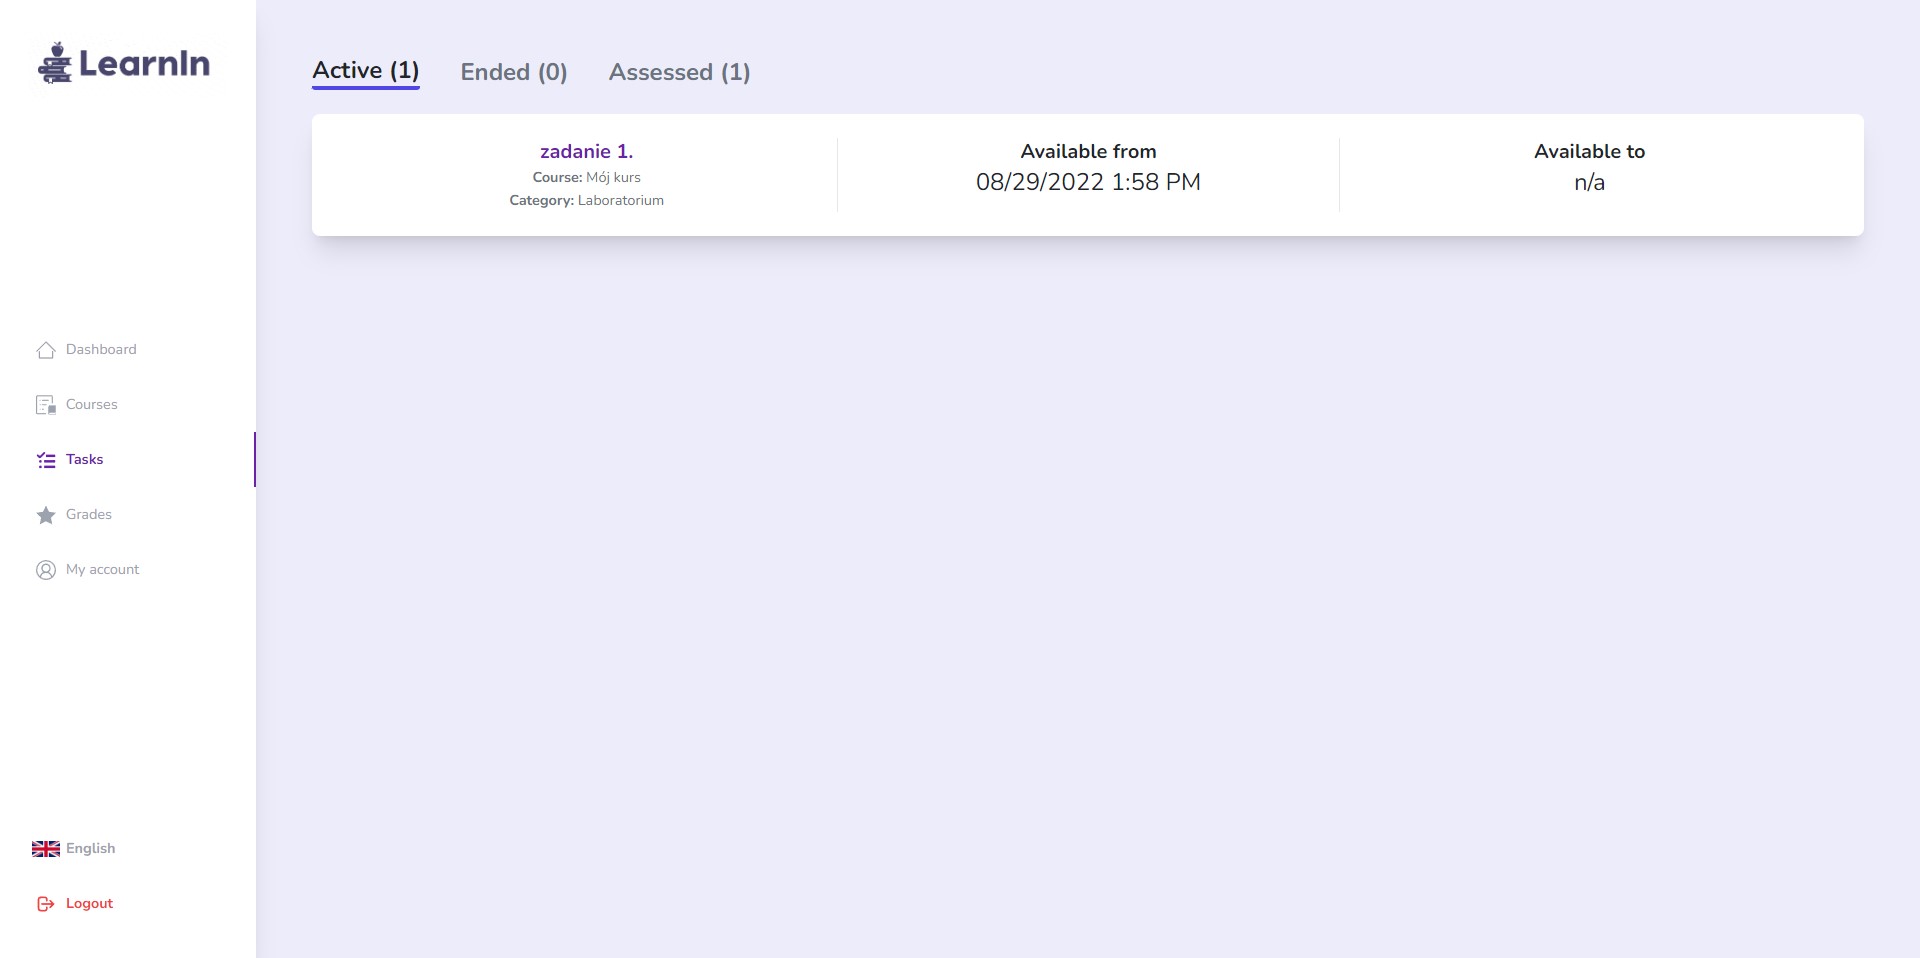 LearnIn
Dashboard
Courses
Tasks
Grades
My account
English
Logout
Active (1)
Ended (0)
Assessed (1)
zadanie 1.
Course: Mój kurs
Category: Laboratorium
Available from
08/29/2022 1:58 PM
Available to
n/a